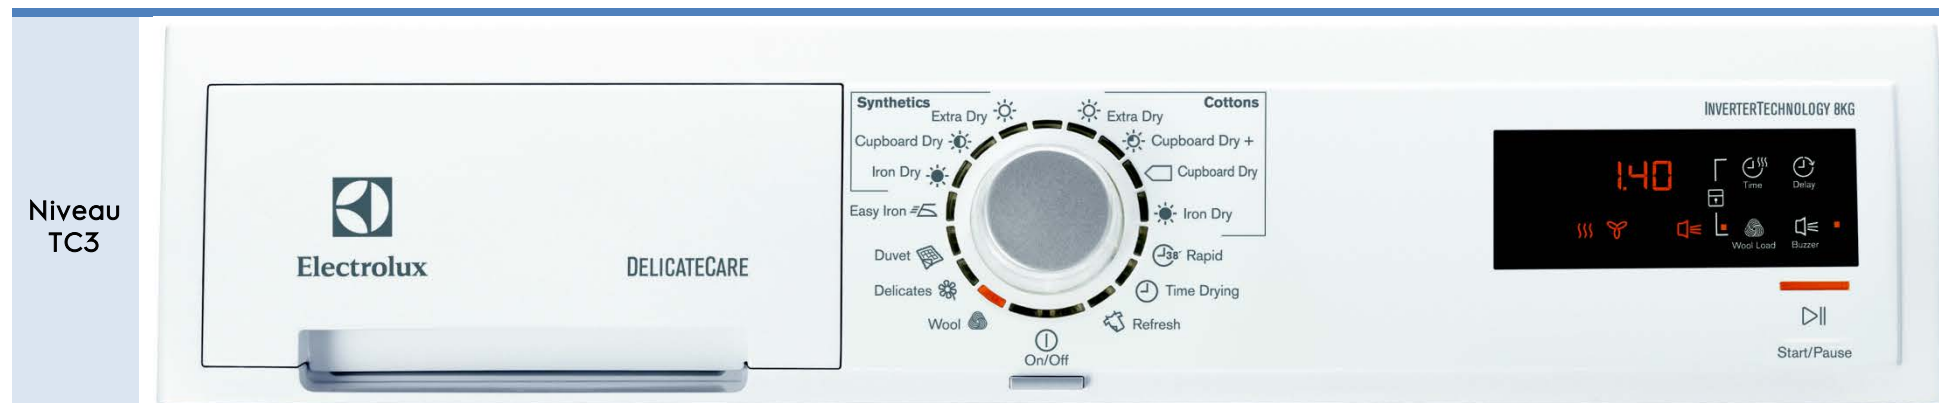 Niveau
TC3
Electrolux
DELICATECARE
Synthetics
Extra Dry
Cupboard Dry
Iron Dry
Easy Iron
Duvet
Delicates
Wool
On/Off
Cottons
Extra Dry
Cupboard Dry +
Cupboard Dry
Iron Dry
38' Rapid
Time Drying
Refresh
INVERTERTECHNOLOGY 8KG
1.40
Time
Delay
Wool Load
Buzzer
Start/Pause